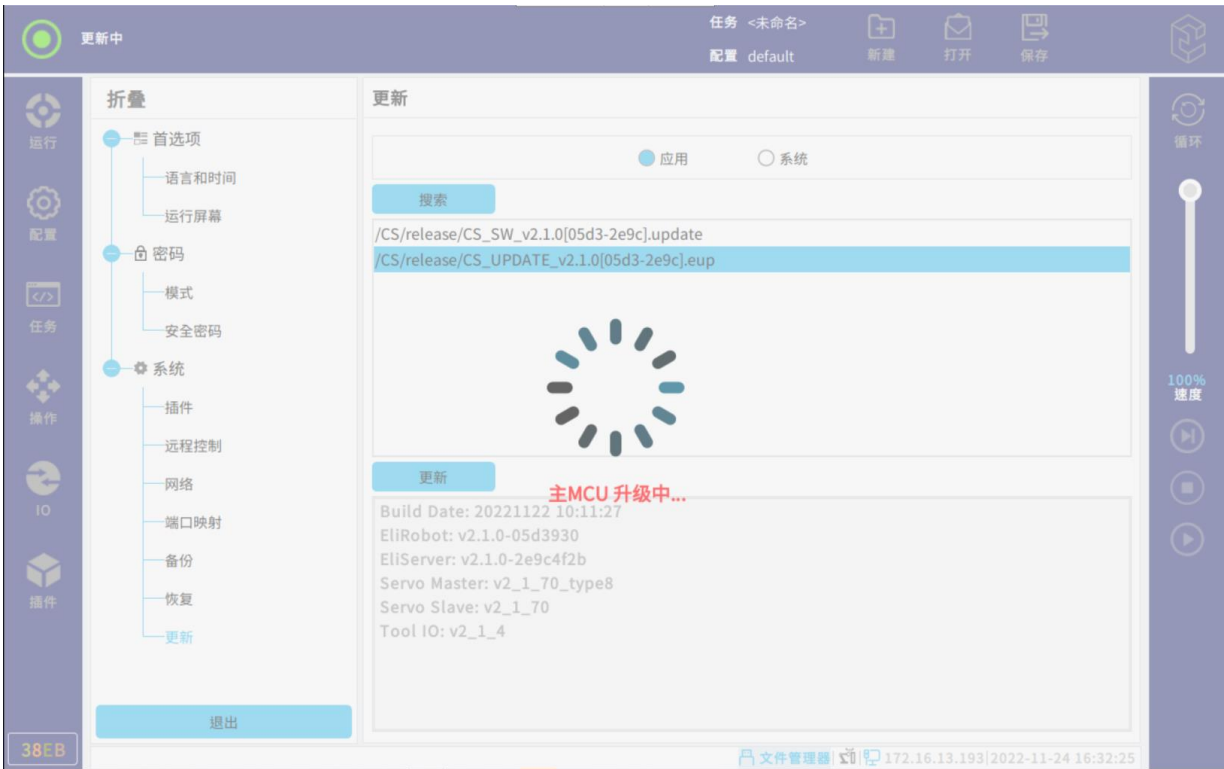 更新中
任务 <未命名>
配置 default
新建
打开
保存
运行
配置
任务
操作
IO
插件
38EB
折叠
首选项
语言和时间
运行屏幕
密码
模式
安全密码
系统
插件
远程控制
网络
端口映射
备份
恢复
更新
退出
更新
应用 系统
搜索
/CS/release/CS_SW_v2.1.0[05d3-2e9c].update
/CS/release/CS_UPDATE_v2.1.0[05d3-2e9c].eup
更新
主MCU 升级中...
Build Date: 20221122 10:11:27
EliRobot: v2.1.0-05d3930
EliServer: v2.1.0-2e9c4f2b
Servo Master: v2_1_70_type8
Servo Slave: v2_1_70
Tool IO: v2_1_4
循环
100%
速度
文件管理器 172.16.13.193 2022-11-24 16:32:25